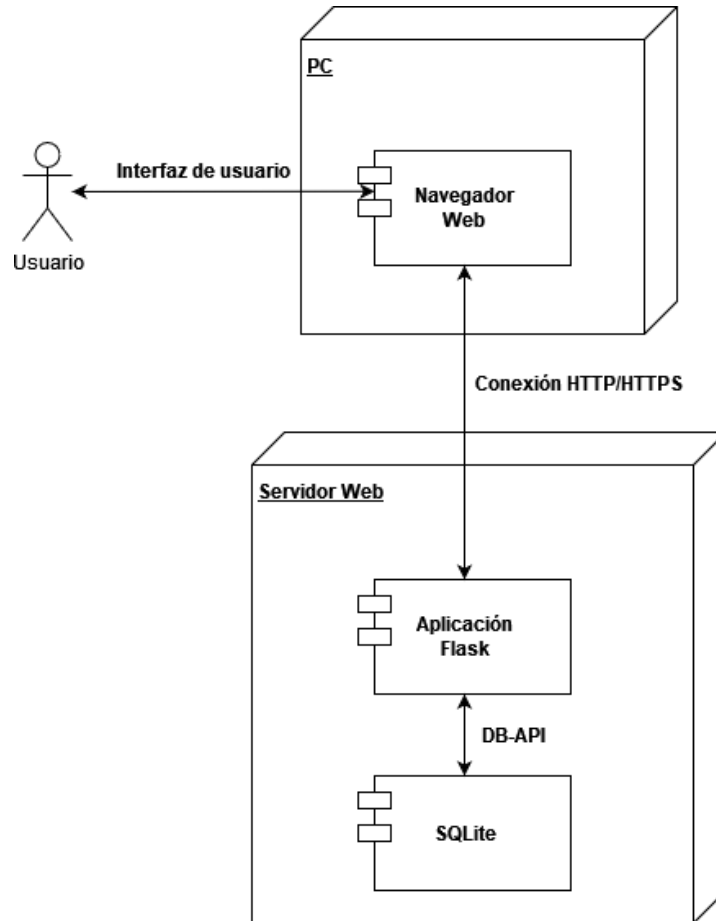 PC
Interfaz de usuario
Navegador
Web
Usuario
Conexión HTTP/HTTPS
Servidor Web
Aplicación
Flask
DB-API
SQLite